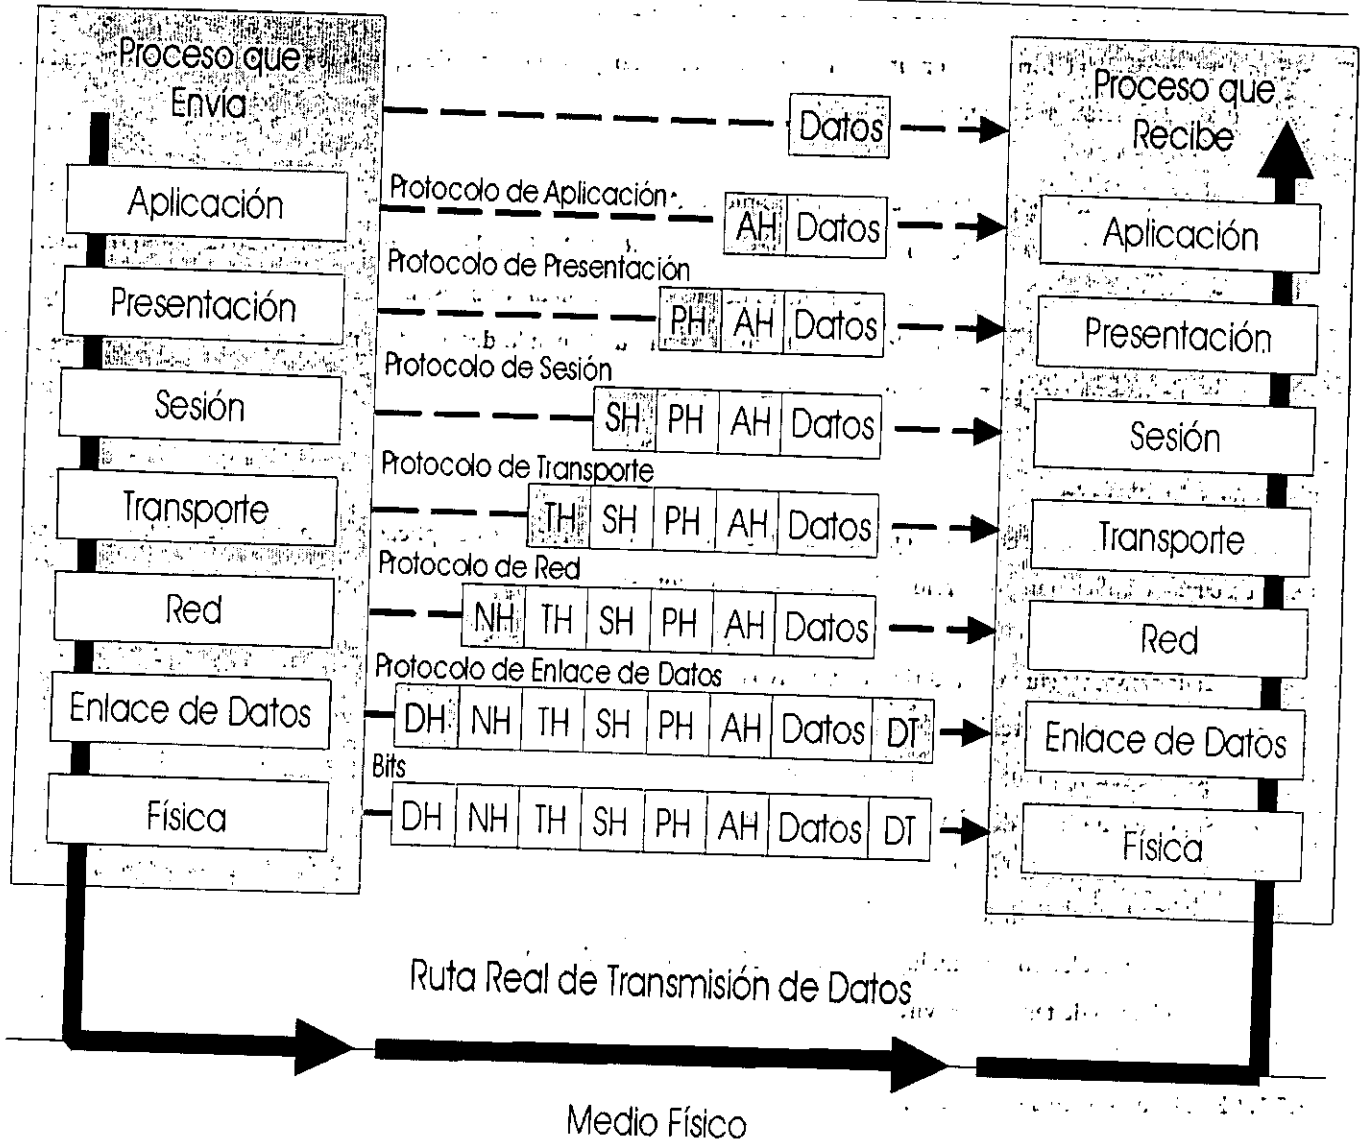 Proceso que
Envía
Datos
Proceso que
Recibe
Aplicación
Protocolo de Aplicación
AH Datos
Aplicación
Presentación
Protocolo de Presentación
PH AH Datos
Presentación
Sesión
Protocolo de Sesión
SH PH AH Datos
Sesión
Transporte
Protocolo de Transporte
TH SH PH AH Datos
Transporte
Red
Protocolo de Red
NH TH SH PH AH Datos
Red
Enlace de Datos
Protocolo de Enlace de Datos
DH NH TH SH PH AH Datos DT
Enlace de Datos
Física
Bits
DH NH TH SH PH AH Datos DT
Física
Ruta Real de Transmisión de Datos
Medio Físico